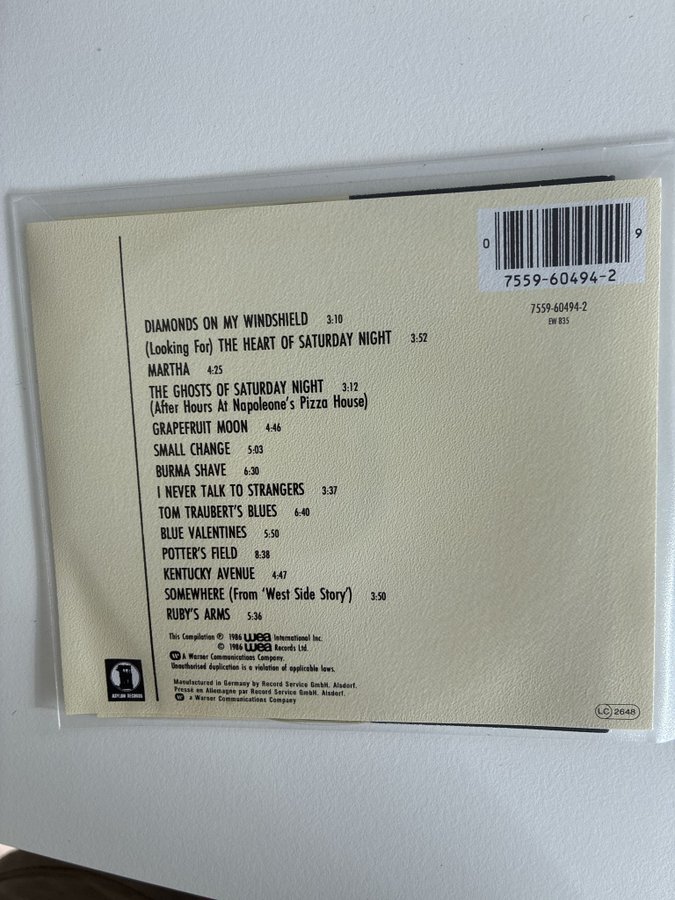 0 9
7559-60494-2
7559-60494-2
EW 835
DIAMONDS ON MY WINDSHIELD 3:10
(Looking For) THE HEART OF SATURDAY NIGHT 3:52
MARTHA 4:25
THE GHOSTS OF SATURDAY NIGHT 3:12
(After Hours At Napoleone's Pizza House)
GRAPEFRUIT MOON 4:46
SMALL CHANGE 5:03
BURMA SHAVE 6:30
I NEVER TALK TO STRANGERS 3:37
TOM TRAUBERT'S BLUES 6:40
BLUE VALENTINES 5:50
POTTER'S FIELD 8:38
KENTUCKY AVENUE 4:47
SOMEWHERE (From 'West Side Story') 3:50
RUBY'S ARMS 5:36
This Compilation ℗ 1986 wea International Inc.
© 1986 wea Records Ltd.
A Warner Communications Company.
Unauthorised duplication is a violation of applicable laws.
Manufactured in Germany by Record Service GmbH, Alsdorf.
Pressé en Allemagne par Record Service GmbH, Alsdorf.
a Warner Communications Company
ASYLUM RECORDS
LC 2648